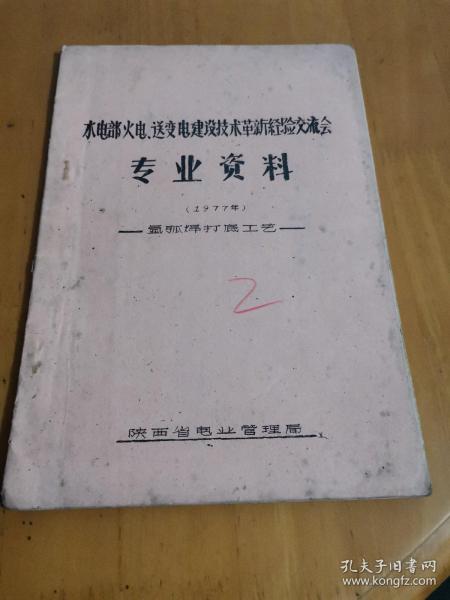 水电部火电、送变电建设技术革新经验交流会
专业资料
(1977年)
——氩弧焊打底工艺——
2
陕西省电业管理局
孔夫子旧书网
www.kongfz.com